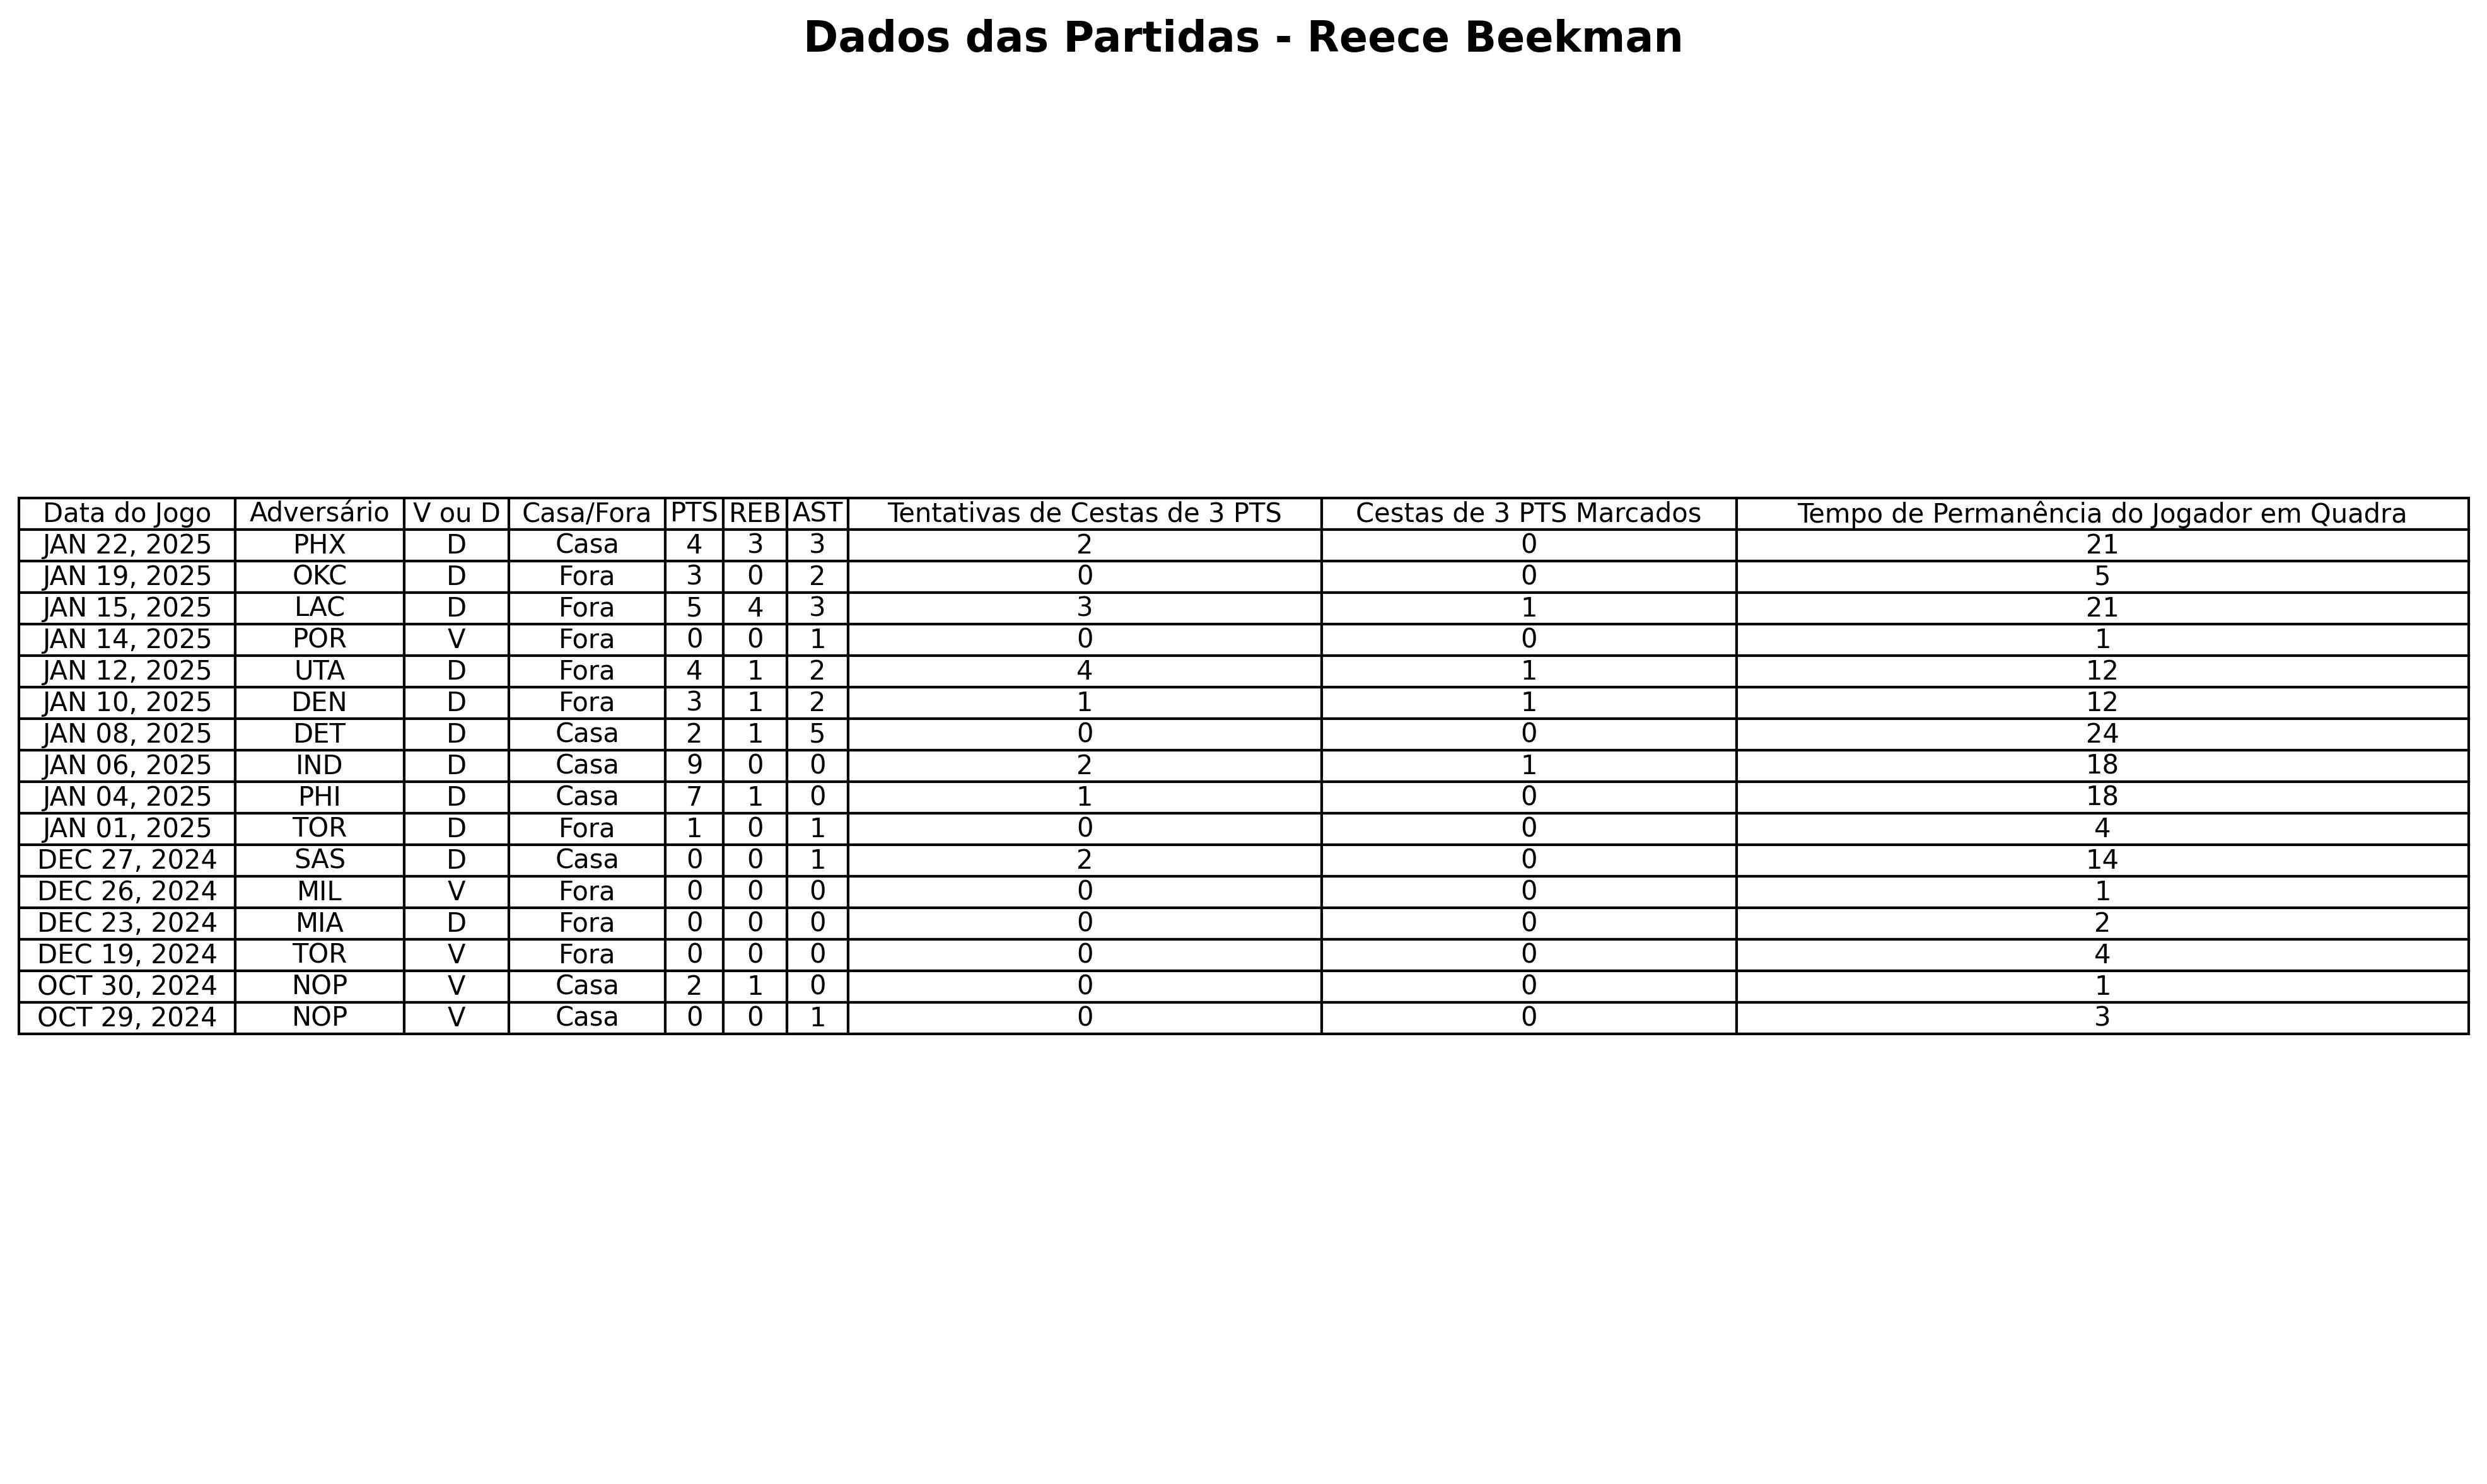 Dados das Partidas - Reece Beekman
Data do Jogo Adversário V ou D Casa/Fora PTS REB AST Tentativas de Cestas de 3 PTS Cestas de 3 PTS Marcados Tempo de Permanência do Jogador em Quadra
JAN 22, 2025 PHX D Casa 4 3 3 2 0 21
JAN 19, 2025 OKC D Fora 3 0 2 0 0 5
JAN 15, 2025 LAC D Fora 5 4 3 3 1 21
JAN 14, 2025 POR V Fora 0 0 1 0 0 1
JAN 12, 2025 UTA D Fora 4 1 2 4 1 12
JAN 10, 2025 DEN D Fora 3 1 2 1 1 12
JAN 08, 2025 DET D Casa 2 1 5 0 0 24
JAN 06, 2025 IND D Casa 9 0 0 2 1 18
JAN 04, 2025 PHI D Casa 7 1 0 1 0 18
JAN 01, 2025 TOR D Fora 1 0 1 0 0 4
DEC 27, 2024 SAS D Casa 0 0 1 2 0 14
DEC 26, 2024 MIL V Fora 0 0 0 0 0 1
DEC 23, 2024 MIA D Fora 0 0 0 0 0 2
DEC 19, 2024 TOR V Fora 0 0 0 0 0 4
OCT 30, 2024 NOP V Casa 2 1 0 0 0 1
OCT 29, 2024 NOP V Casa 0 0 1 0 0 3